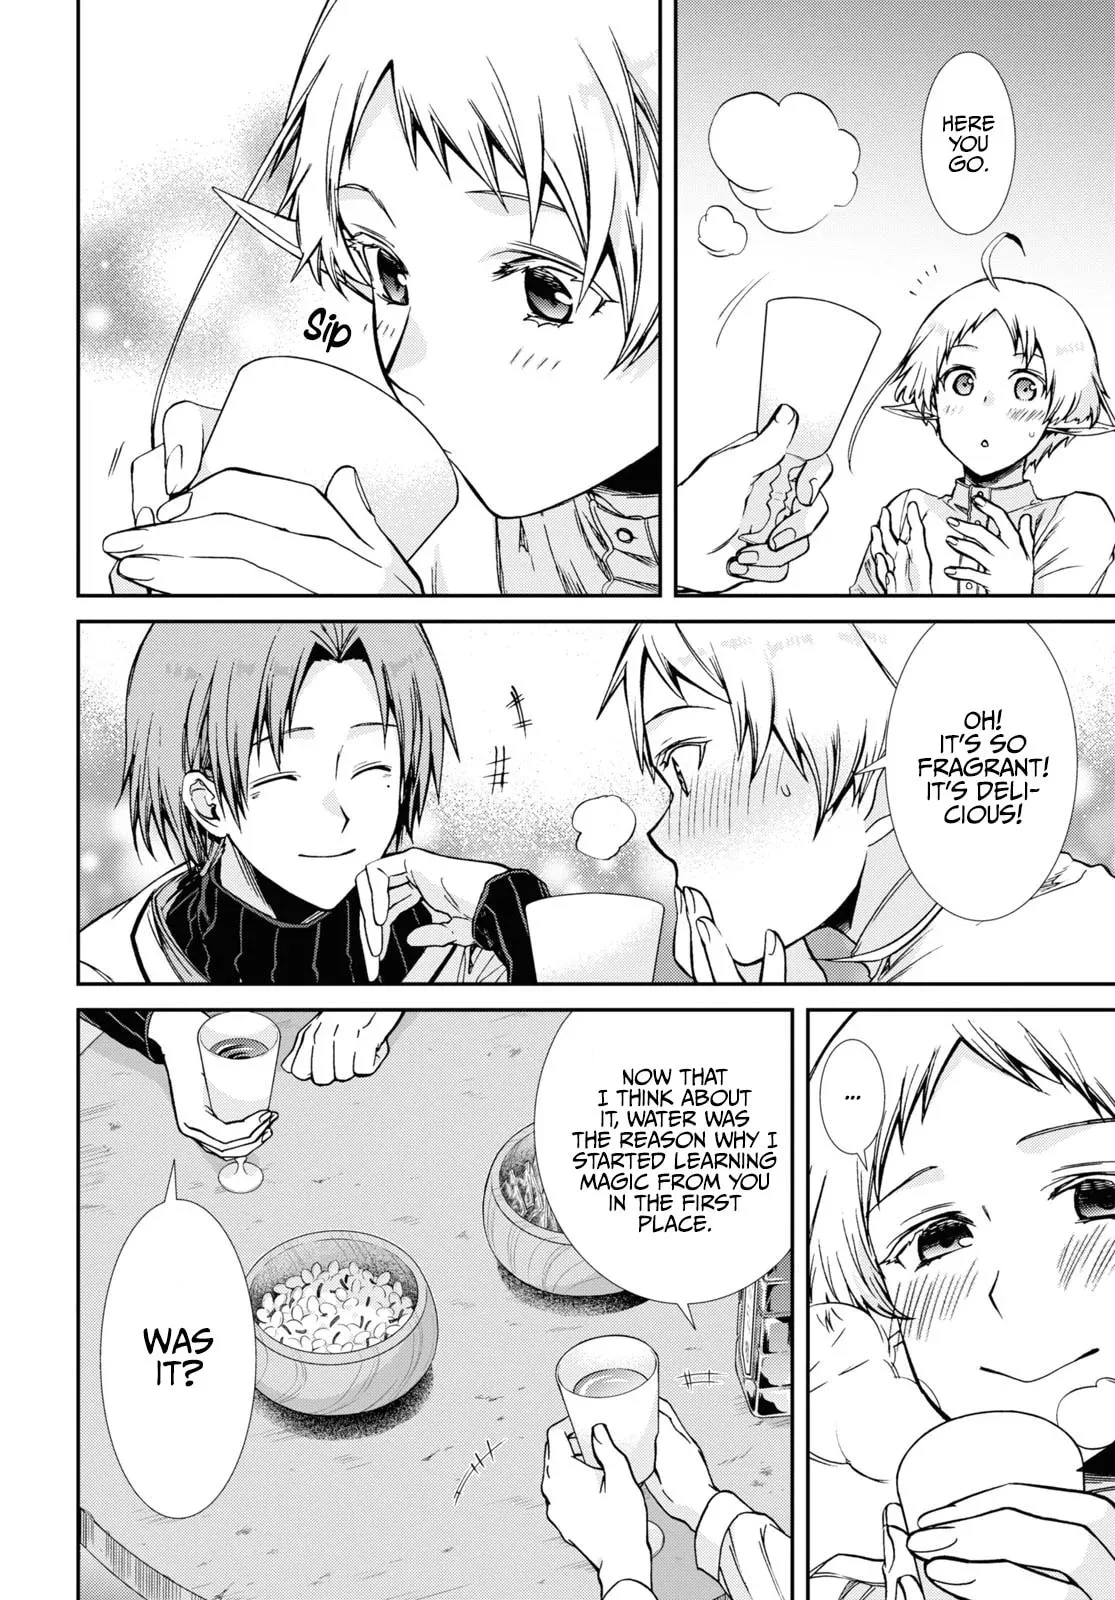 HERE
YOU
GO.
Sip
OH!
IT'S SO
FRAGRANT!
IT'S DELI-
CIOUS!
...
NOW THAT
I THINK ABOUT
IT, WATER WAS
THE REASON WHY I
STARTED LEARNING
MAGIC FROM YOU
IN THE FIRST
PLACE.
WAS
IT?